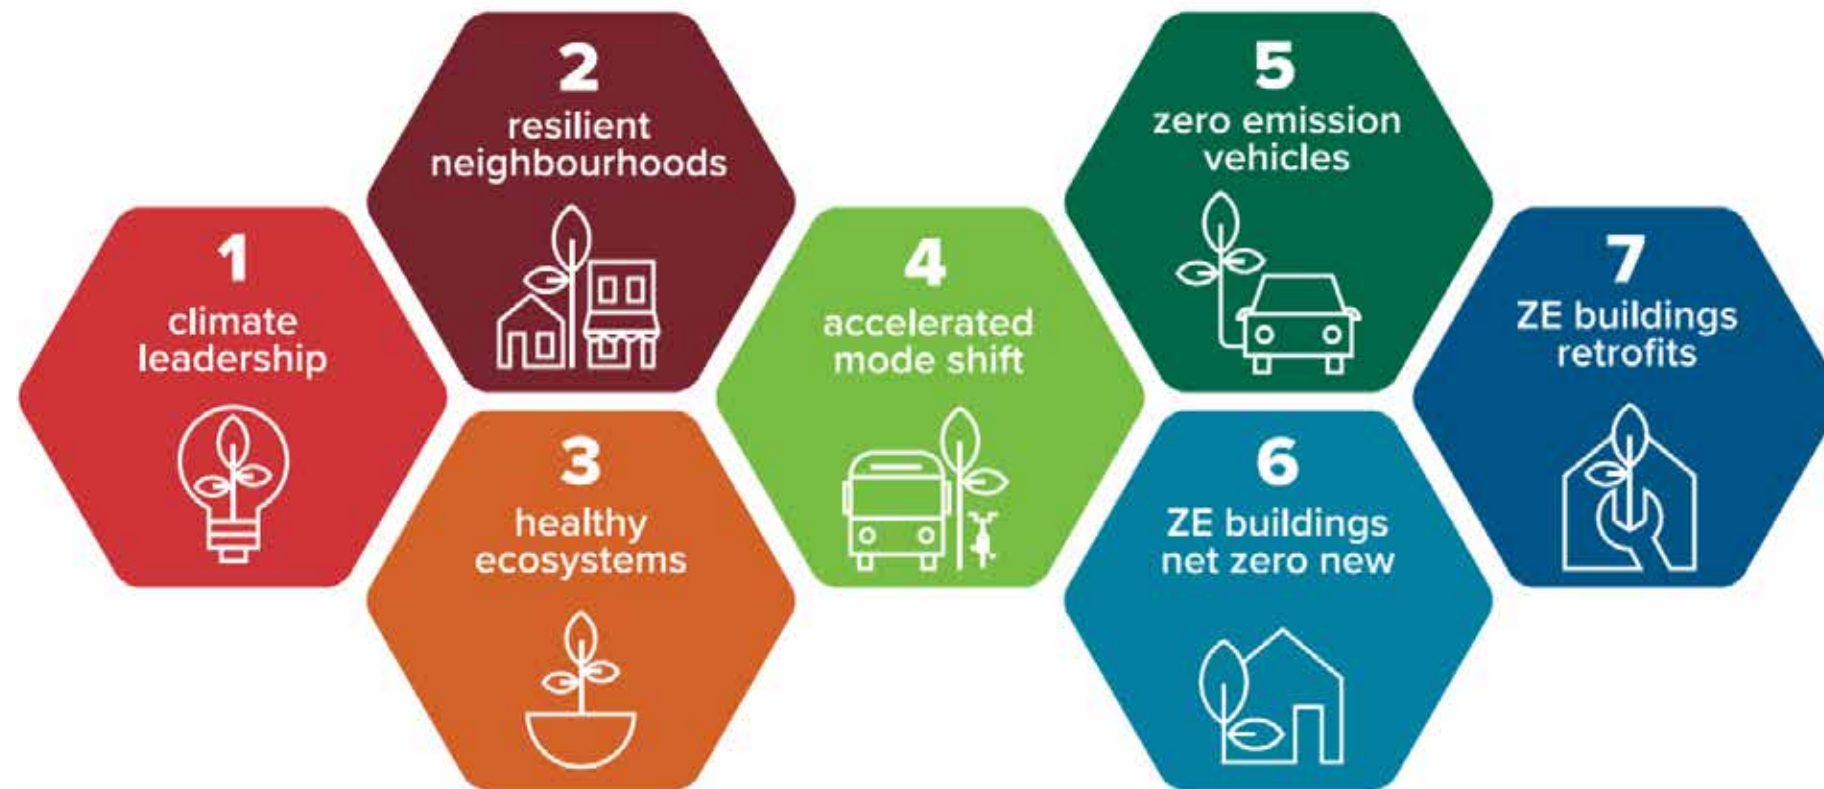 1
climate
leadership
2
resilient
neighbourhoods
3
healthy
ecosystems
4
accelerated
mode shift
5
zero emission
vehicles
6
ZE buildings
net zero new
7
ZE buildings
retrofits